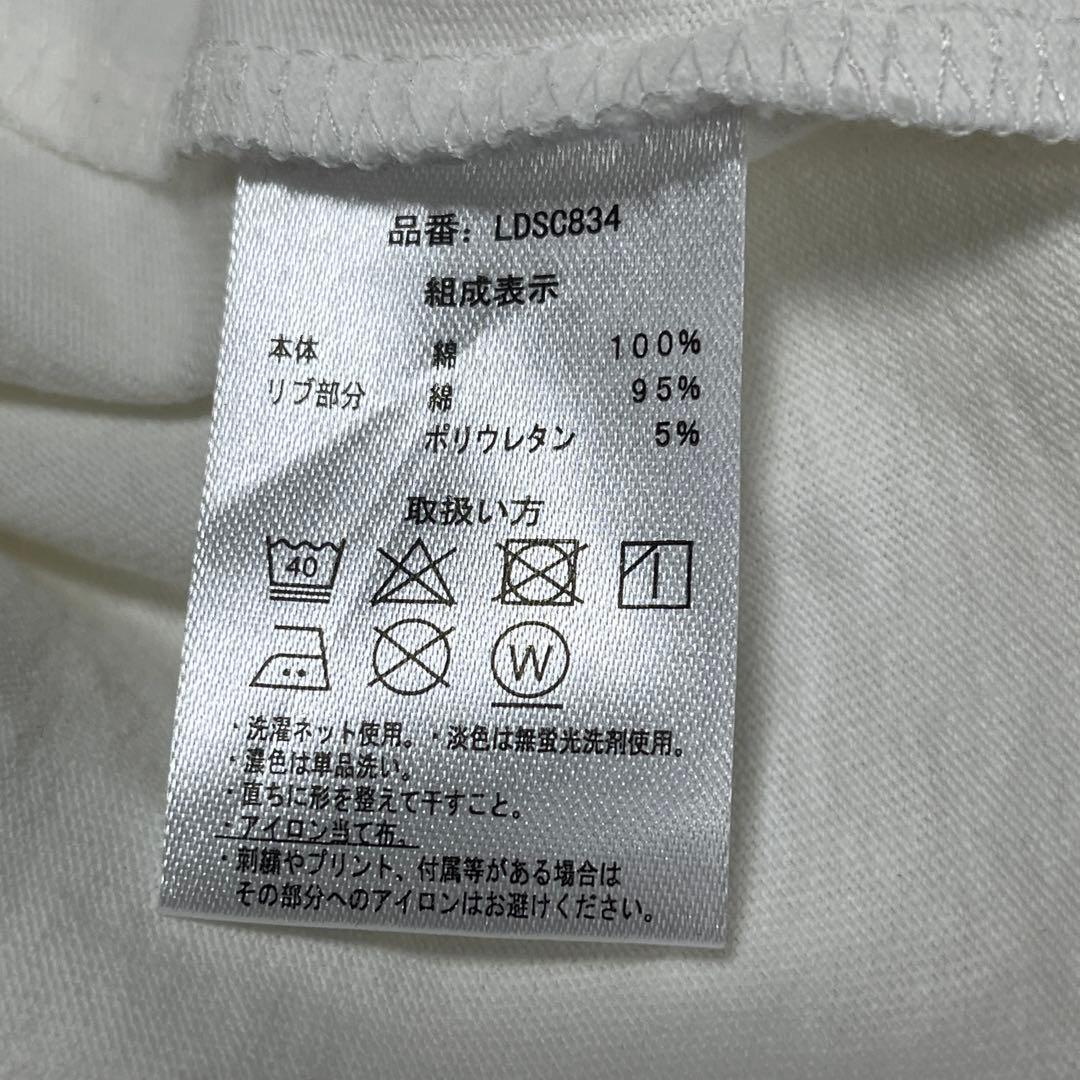 品番: LDSC834
組成表示
本体 綿 100%
リブ部分 綿 95%
ポリウレタン 5%
取扱い方
40
W
・洗濯ネット使用。・淡色は無蛍光洗剤使用。
・濃色は単品洗い。
・直ちに形を整えて干すこと。
・アイロン当て布。
・刺繍やプリント、付属等がある場合は
その部分へのアイロンはお避けください。